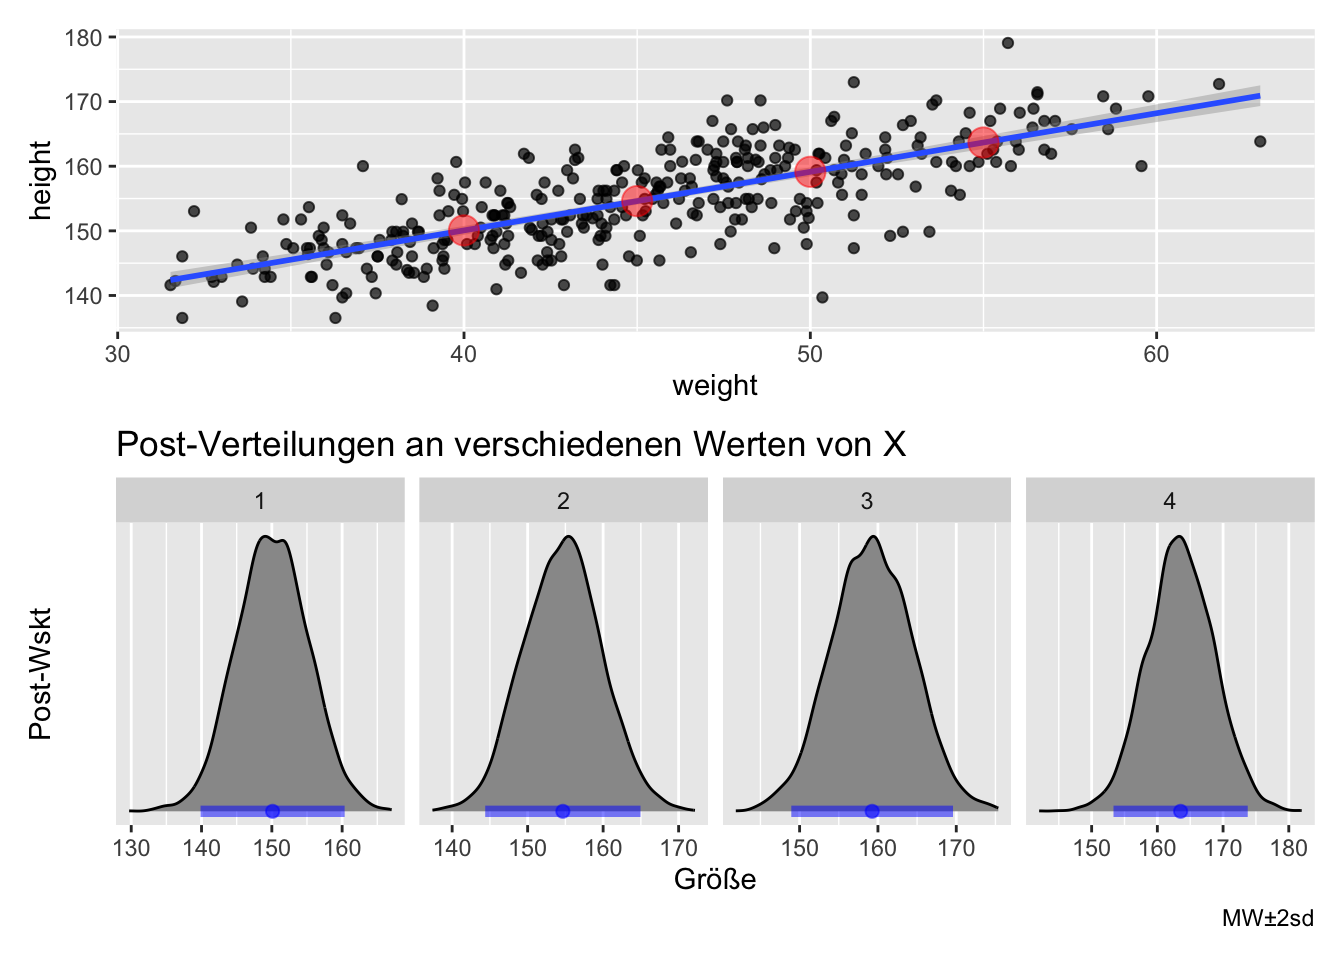 180
170
160
150
140
height
30 40 50 60
weight
Post-Verteilungen an verschiedenen Werten von X
1 2 3 4
Post-Wskt
130 140 150 160 140 150 160 170 150 160 170 150 160 170 180
Größe
MW±2sd